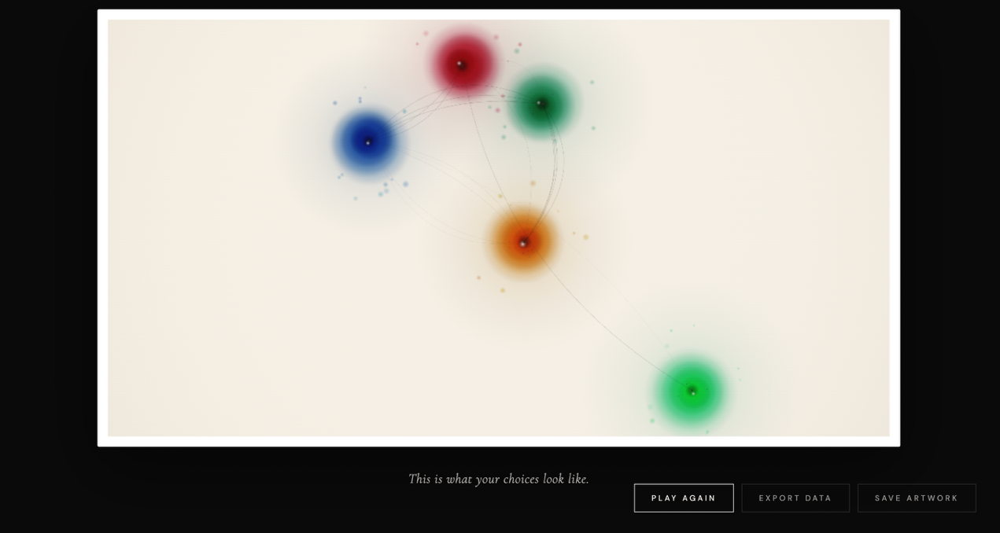 This is what your choices look like.
PLAY AGAIN
EXPORT DATA
SAVE ARTWORK